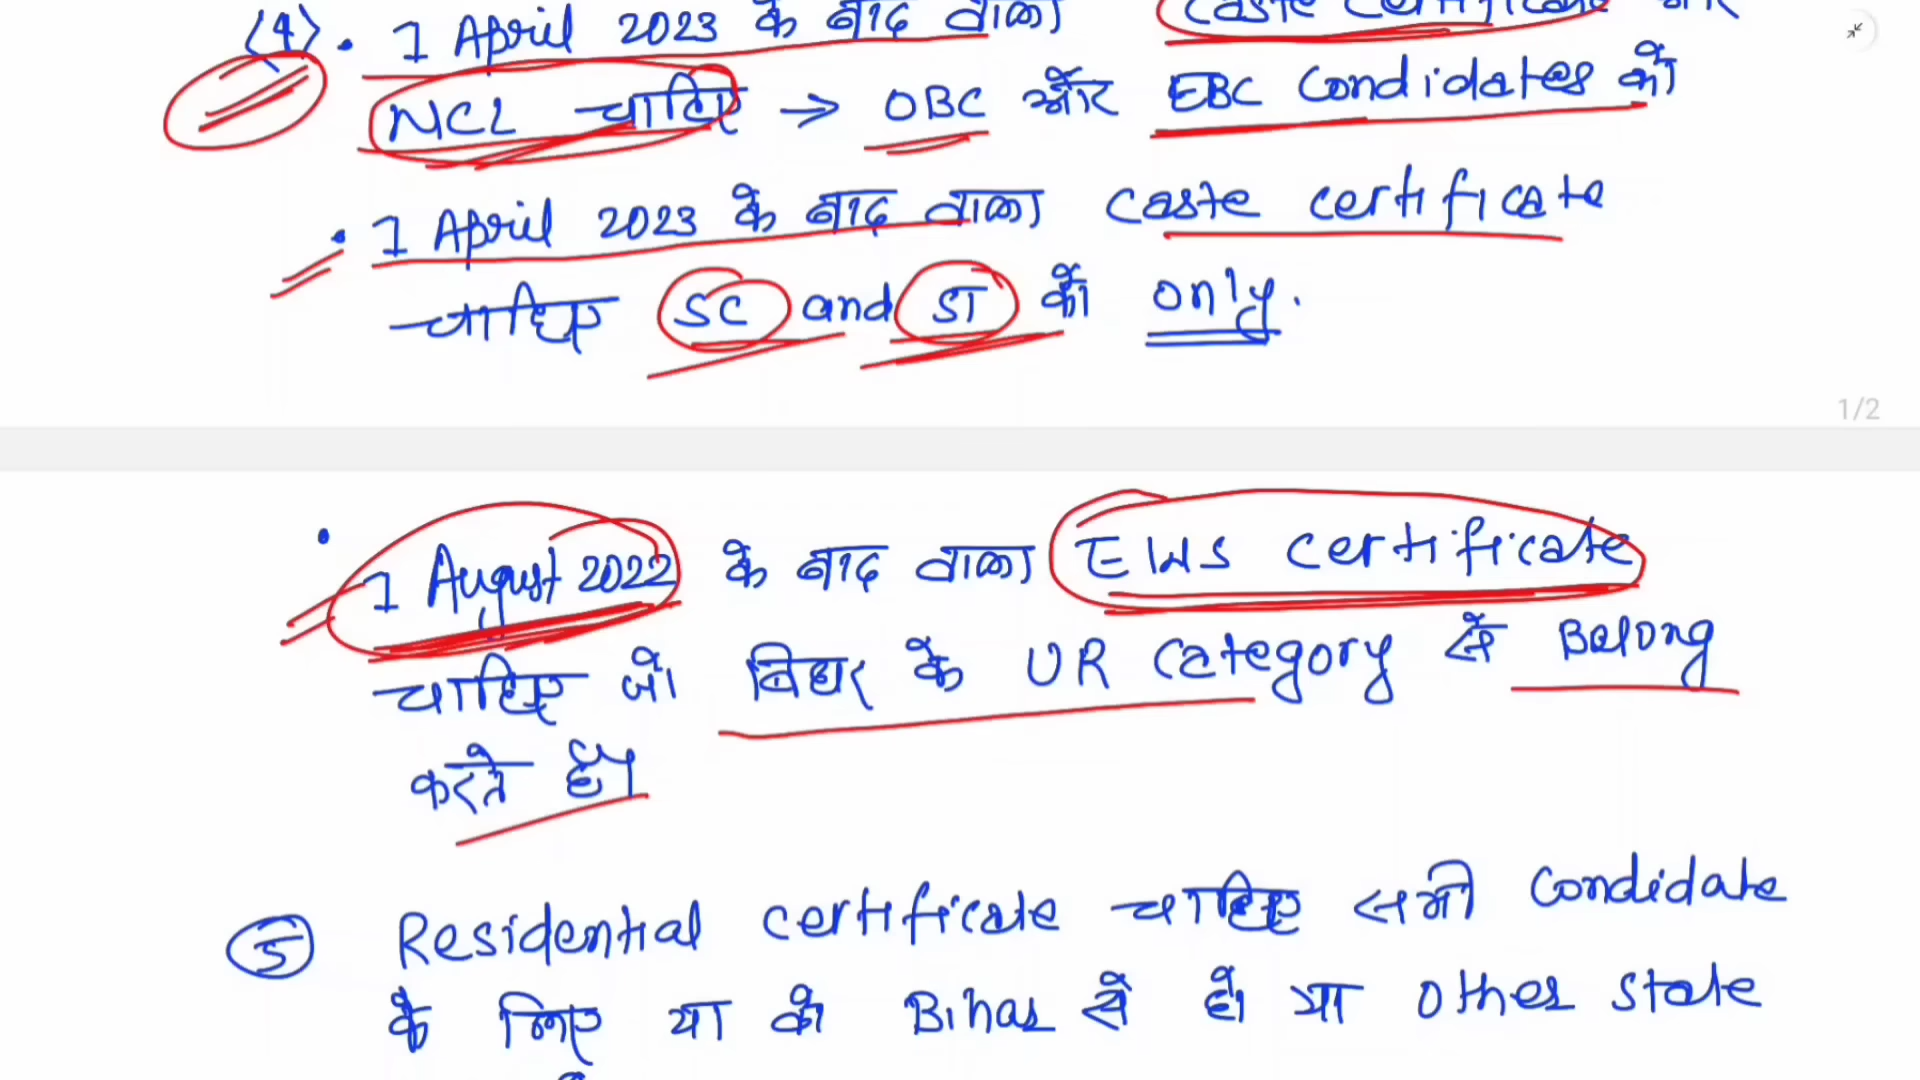 (4). 1 April 2023 के बाद वाला Caste Certificate और
NCL चाहिए → OBC और EBC Candidates को
. 1 April 2023 के बाद वाला Caste certificate
चाहिए SC and ST को only.
1/2
. 1 August 2022 के बाद वाला EWS certificate
चाहिए जो बिहार के UR Category से Belong
करते हो।
5 Residential certificate चाहिए सभी Candidate
के लिए या वो Bihar से हो या other state